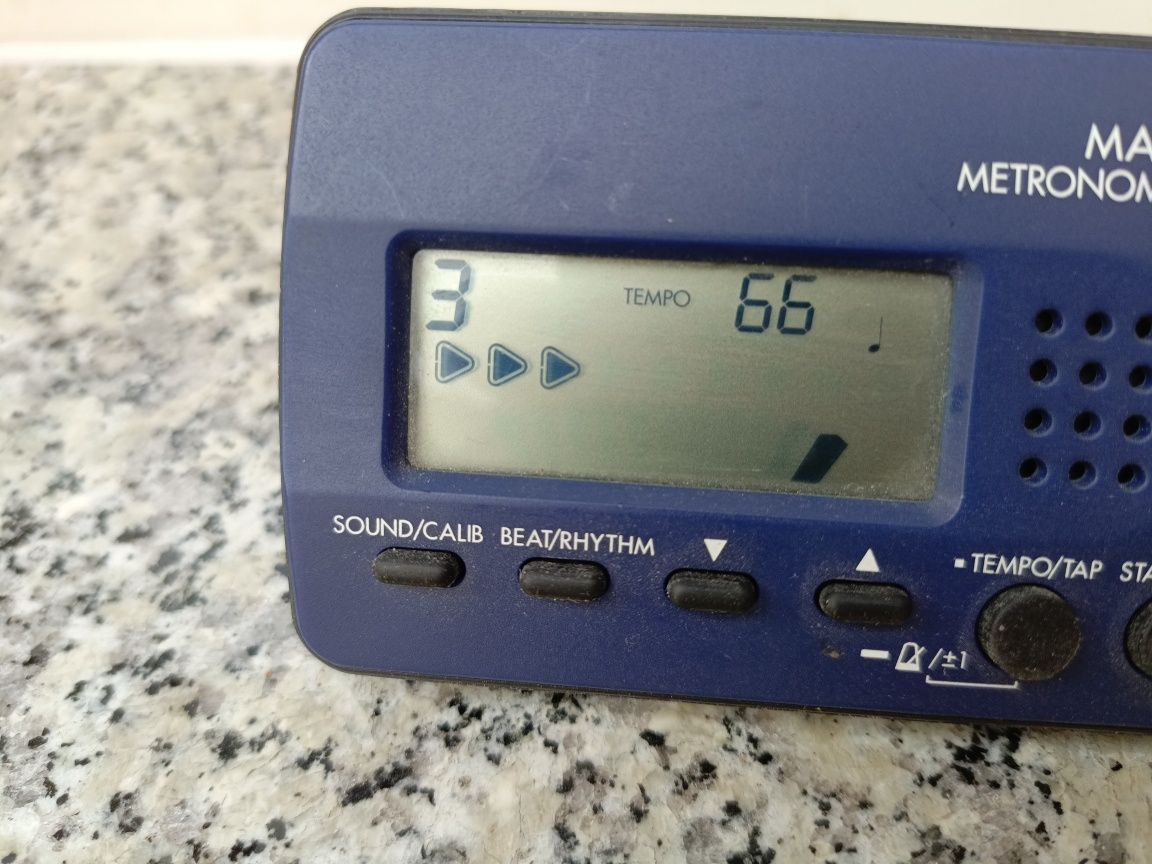 MA
METRONOM
3 TEMPO 66
SOUND/CALIB BEAT/RHYTHM ▼ ▲ TEMPO/TAP STA
/±1